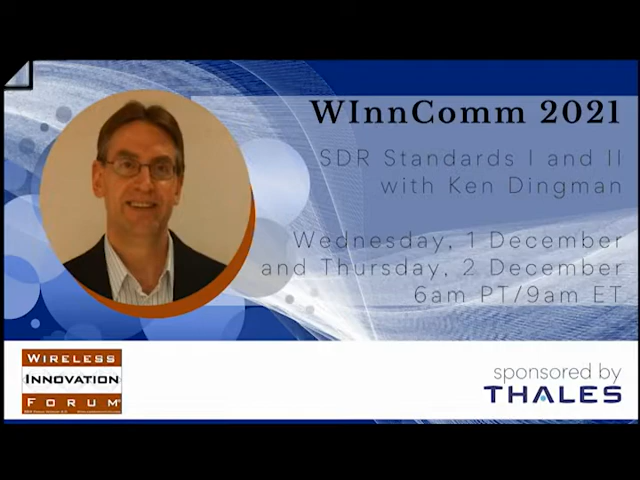 WInnComm 2021
SDR Standards I and II
with Ken Dingman
Wednesday, 1 December
and Thursday, 2 December
6am PT/9am ET
WIRELESS
INNOVATION
FORUM
sponsored by
THALES